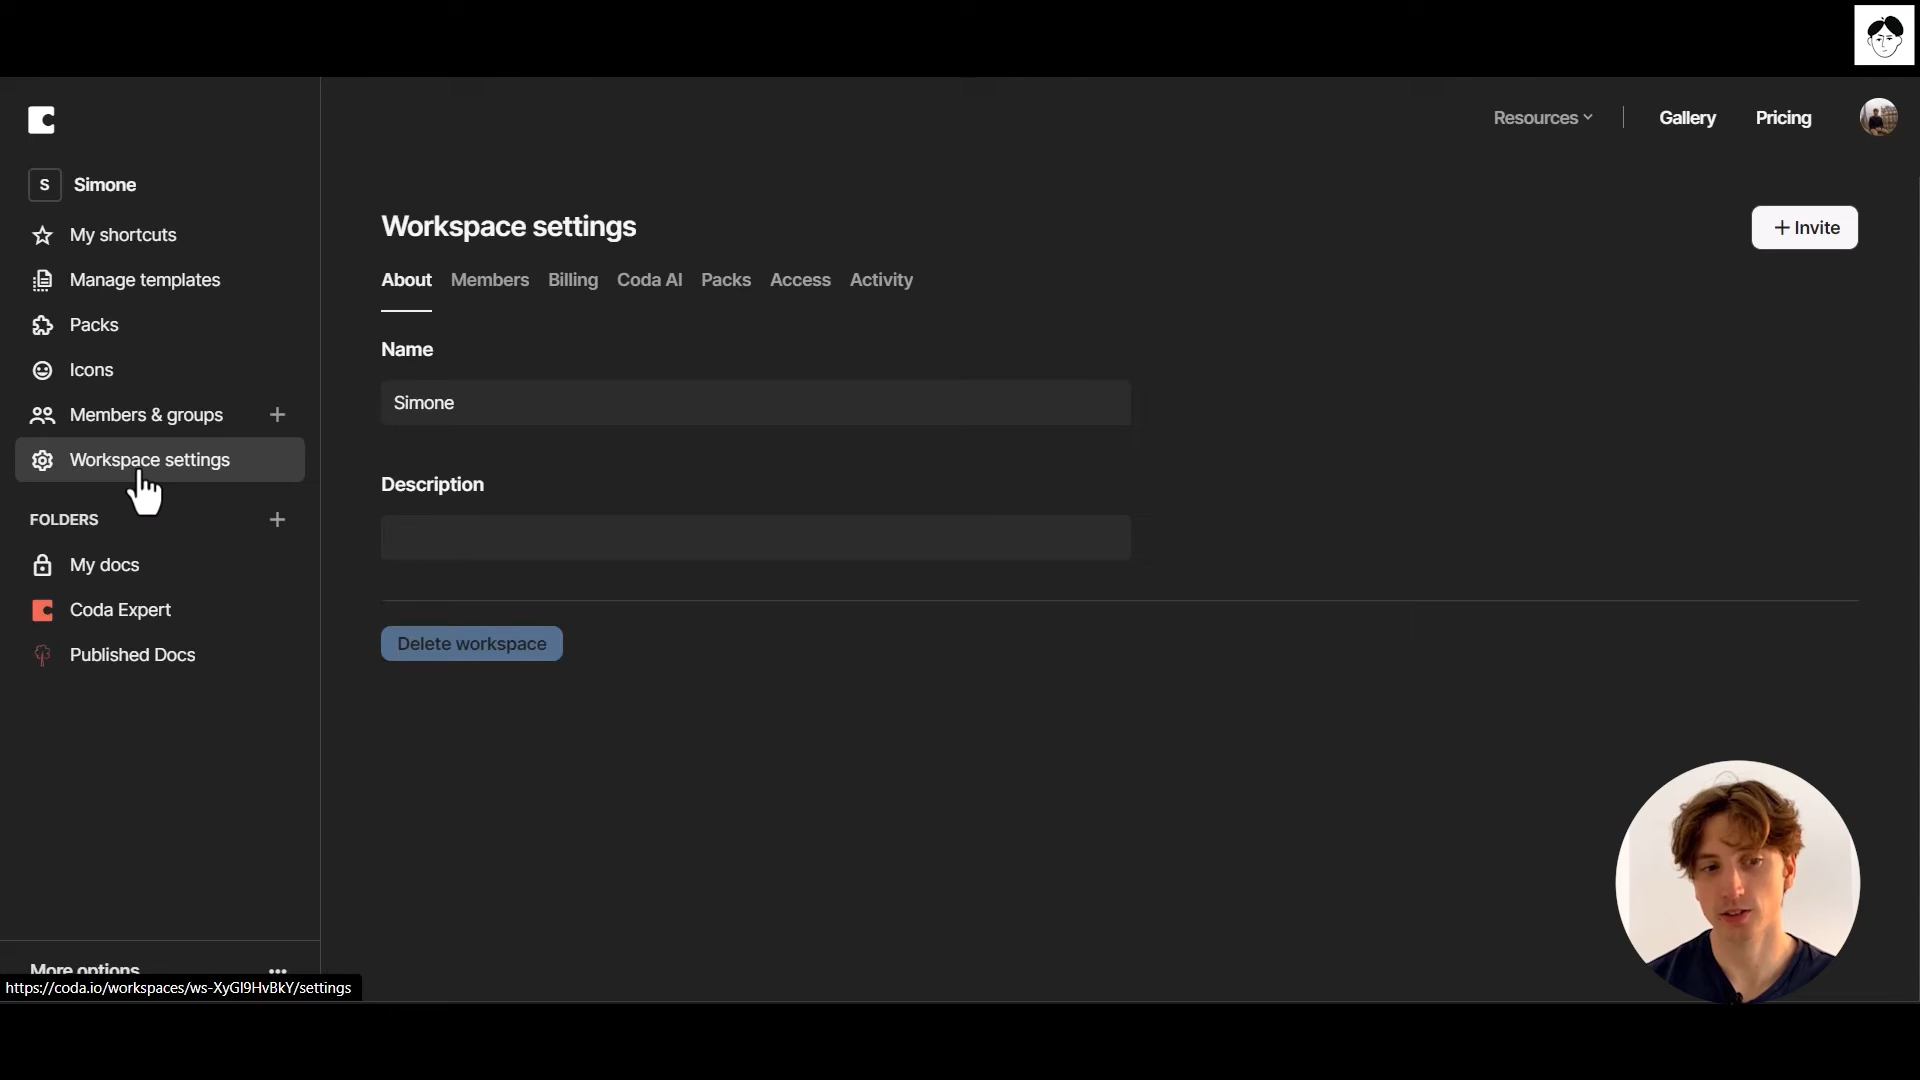 Resources
Gallery
Pricing
S
Simone
My shortcuts
Manage templates
Packs
Icons
Members & groups
Workspace settings
FOLDERS
My docs
Coda Expert
Published Docs
More options
https://coda.io/workspaces/ws-XyGl9HvBkY/settings
Workspace settings
+ Invite
About Members Billing Coda AI Packs Access Activity
Name
Simone
Description
Delete workspace